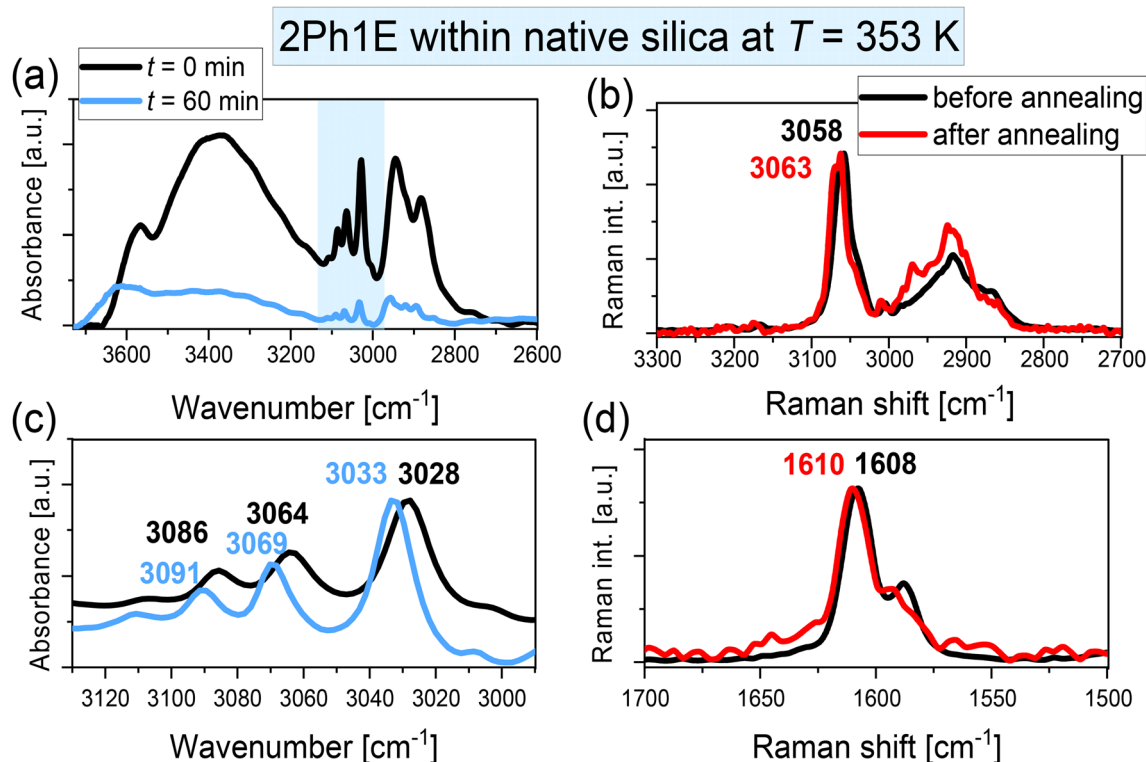 2Ph1E within native silica at T = 353 K
(a)
t = 0 min
t = 60 min
Absorbance [a.u.]
3600 3400 3200 3000 2800 2600
Wavenumber [cm⁻¹]
(b)
before annealing
after annealing
3058
3063
Raman int. [a.u.]
3300 3200 3100 3000 2900 2800 2700
Raman shift [cm⁻¹]
(c)
3033 3028
3064
3086
3069
3091
Absorbance [a.u.]
3120 3100 3080 3060 3040 3020 3000
Wavenumber [cm⁻¹]
(d)
1610 1608
Raman int. [a.u.]
1700 1650 1600 1550 1500
Raman shift [cm⁻¹]